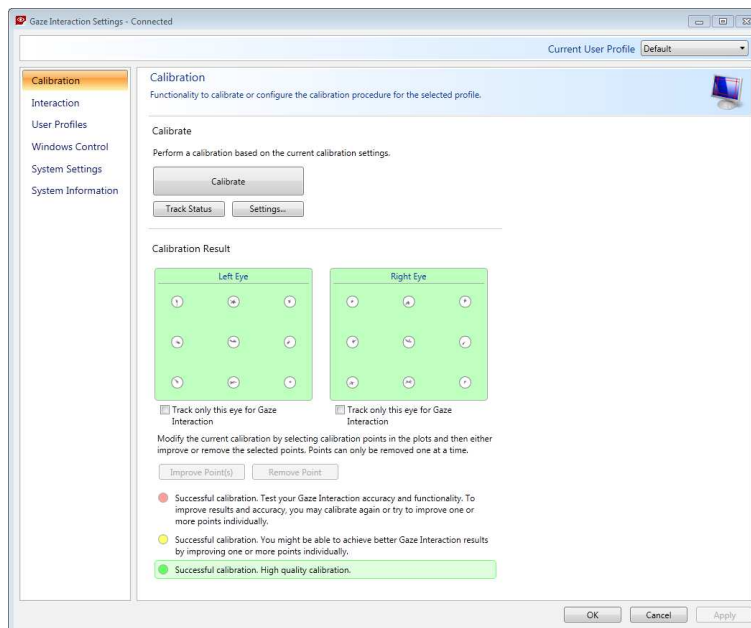 Gaze Interaction Settings - Connected
Current User Profile Default
Calibration
Interaction
User Profiles
Windows Control
System Settings
System Information
Calibration
Functionality to calibrate or configure the calibration procedure for the selected profile.
Calibrate
Perform a calibration based on the current calibration settings.
Calibrate
Track Status Settings...
Calibration Result
Left Eye Right Eye
Track only this eye for Gaze
Interaction
Track only this eye for Gaze
Interaction
Modify the current calibration by selecting calibration points in the plots and then either
improve or remove the selected points. Points can only be removed one at a time.
Improve Point(s) Remove Point
Successful calibration. Test your Gaze Interaction accuracy and functionality. To
improve results and accuracy, you may calibrate again or try to improve one or
more points individually.
Successful calibration. You might be able to achieve better Gaze Interaction results
by improving one or more points individually.
Successful calibration. High quality calibration.
OK Cancel Apply